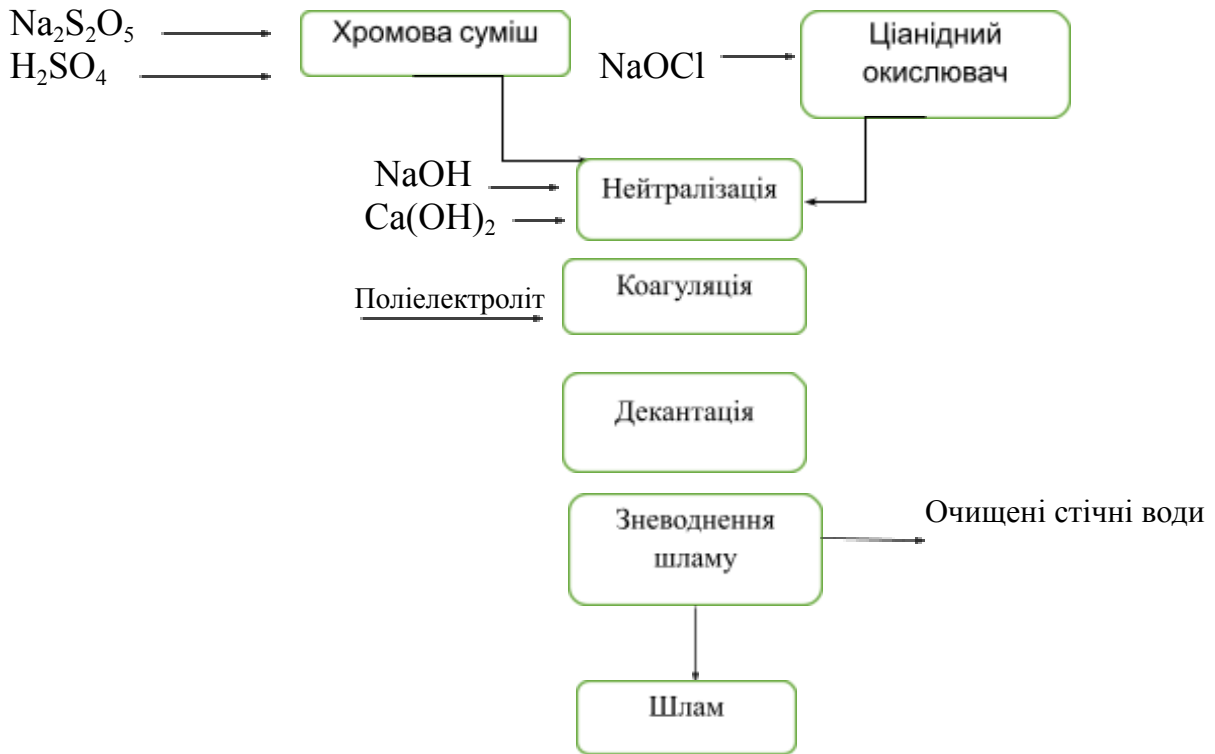 Na₂S₂O₅
H₂SO₄
Хромова суміш
NaOCl
Ціанідний
окислювач
NaOH
Ca(OH)₂
Нейтралізація
Поліелектроліт
Коагуляція
Декантація
Зневоднення
шламу
Очищені стічні води
Шлам